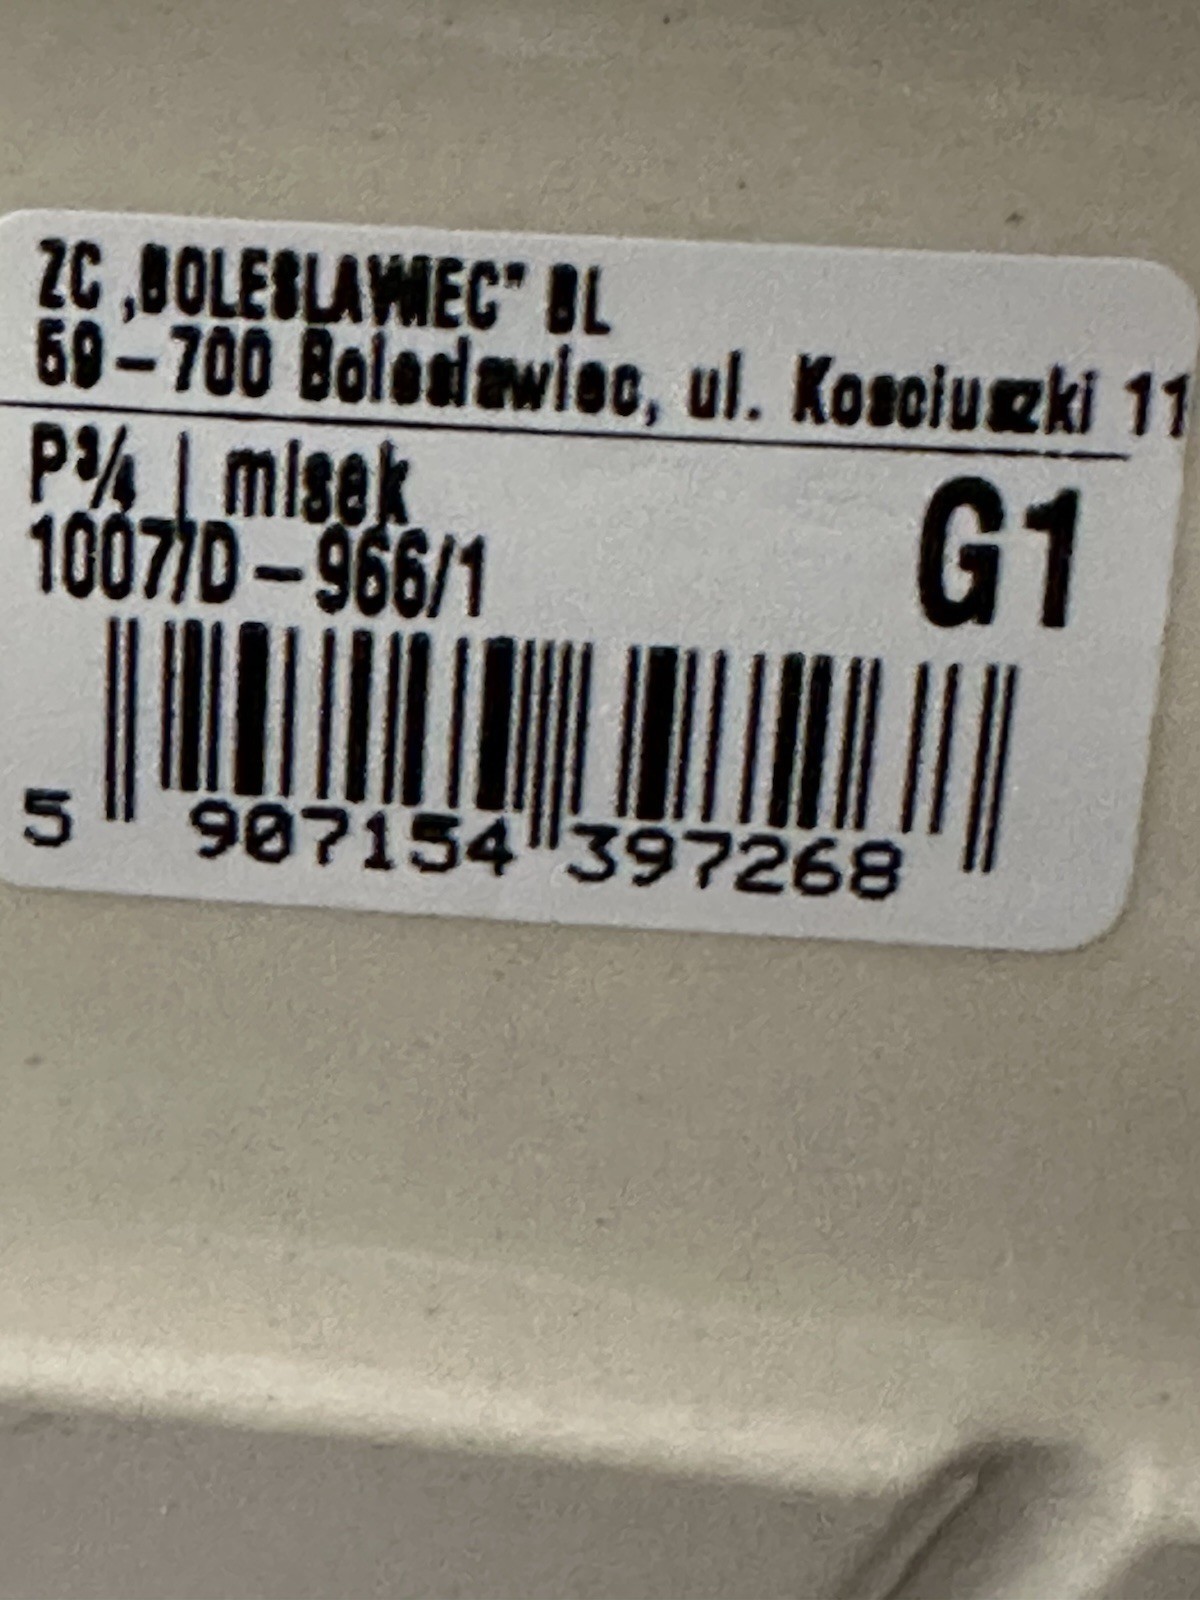 ZC „BOLESLAWIEC” BL
59-700 Boleslawiec, ul. Kosciuszki 11
P¾ | misek
1007/D-966/1
G1
5 907154 397268